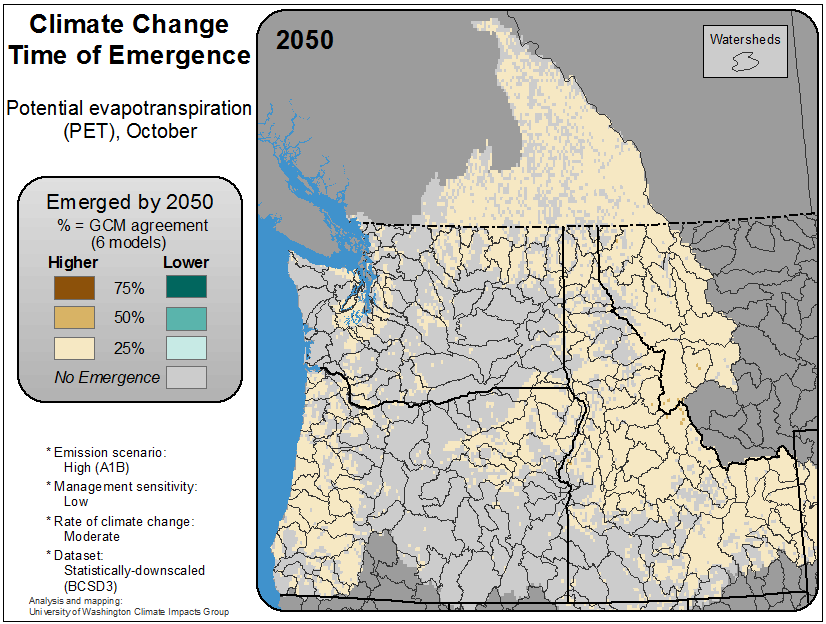 Climate Change
Time of Emergence
Potential evapotranspiration
(PET), October
Emerged by 2050
% = GCM agreement
(6 models)
Higher Lower
75%
50%
25%
No Emergence
* Emission scenario:
High (A1B)
* Management sensitivity:
Low
* Rate of climate change:
Moderate
* Dataset:
Statistically-downscaled
(BCSD3)
Analysis and mapping:
University of Washington Climate Impacts Group
2050
Watersheds